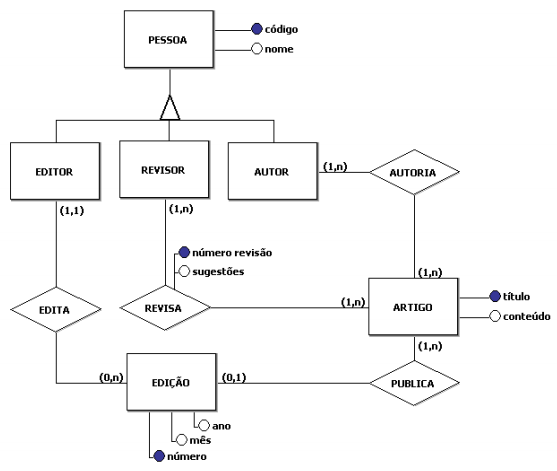 PESSOA
código
nome
EDITOR
REVISOR
AUTOR
(1,n)
AUTORIA
(1,1)
(1,n)
número revisão
sugestões
EDITA
REVISA
(1,n)
(1,n)
ARTIGO
título
conteúdo
(1,n)
(0,n)
EDIÇÃO
(0,1)
PUBLICA
ano
mês
número